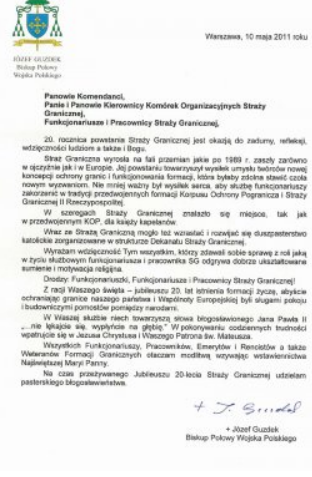 Warszawa, 10 maja 2011 roku
JÓZEF GUZDEK
Biskup Polowy
Wojska Polskiego
Panowie Komendanci,
Panie i Panowie Kierownicy Komórek Organizacyjnych Straży
Granicznej,
Funkcjonariusze i Pracownicy Straży Granicznej,
20. rocznica powstania Straży Granicznej jest okazją do zadumy, refleksji,
wdzięczności ludziom a także i Bogu.
Straż Graniczna wyrosła na fali przemian jakie po 1989 r. zaszły zarówno
w ojczyźnie jak i w Europie. Jej powstaniu towarzyszył wysiłek umysłu twórców nowej
koncepcji ochrony granic i funkcjonowania formacji, która byłaby zdolna stawić czoła
nowym wyzwaniom. Nie mniej ważny był wysiłek serca, aby służbę funkcjonariuszy
zakorzenić w tradycji przedwojennych formacji Korpusu Ochrony Pogranicza i Straży
Granicznej II Rzeczypospolitej.
W szeregach Straży Granicznej znalazło się miejsce, tak jak
w przedwojennym KOP, dla księży kapelanów.
Wraz ze Strażą Graniczną mogło też wzrastać i rozwijać się duszpasterstwo
katolickie zorganizowane w strukturze Dekanatu Straży Granicznej.
Wyrażam wdzięczność Tym wszystkim, którzy zdawali sobie sprawę z roli jaką
w życiu służbowym funkcjonariusza i pracownika SG odgrywa dobrze ukształtowane
sumienie i motywacja religijna.
Drodzy: Funkcjonariuszki, Funkcjonariusze i Pracownicy Straży Granicznej!
Z racji Waszego święta – jubileuszu 20. lat istnienia formacji życzę, abyście
ochraniając granice naszego państwa i Wspólnoty Europejskiej byli sługami pokoju
i budowniczymi pomostów pomiędzy narodami.
W Waszej służbie niech towarzyszą słowa błogosławionego Jana Pawła II
„...nie lękajcie się, wypłyńcie na głębię.” W pokonywaniu codziennych trudności
wpatrujcie się w Jezusa Chrystusa i Waszego Patrona św. Mateusza.
Wszystkich Funkcjonariuszy, Pracowników, Emerytów i Rencistów a także
Weteranów Formacji Granicznych otaczam modlitwą wzywając wstawiennictwa
Najświętszej Maryi Panny.
Na czas przeżywanego Jubileuszu 20-lecia Straży Granicznej udzielam
pasterskiego błogosławieństwa.
+ J. Guzdek
+ Józef Guzdek
Biskup Polowy Wojska Polskiego